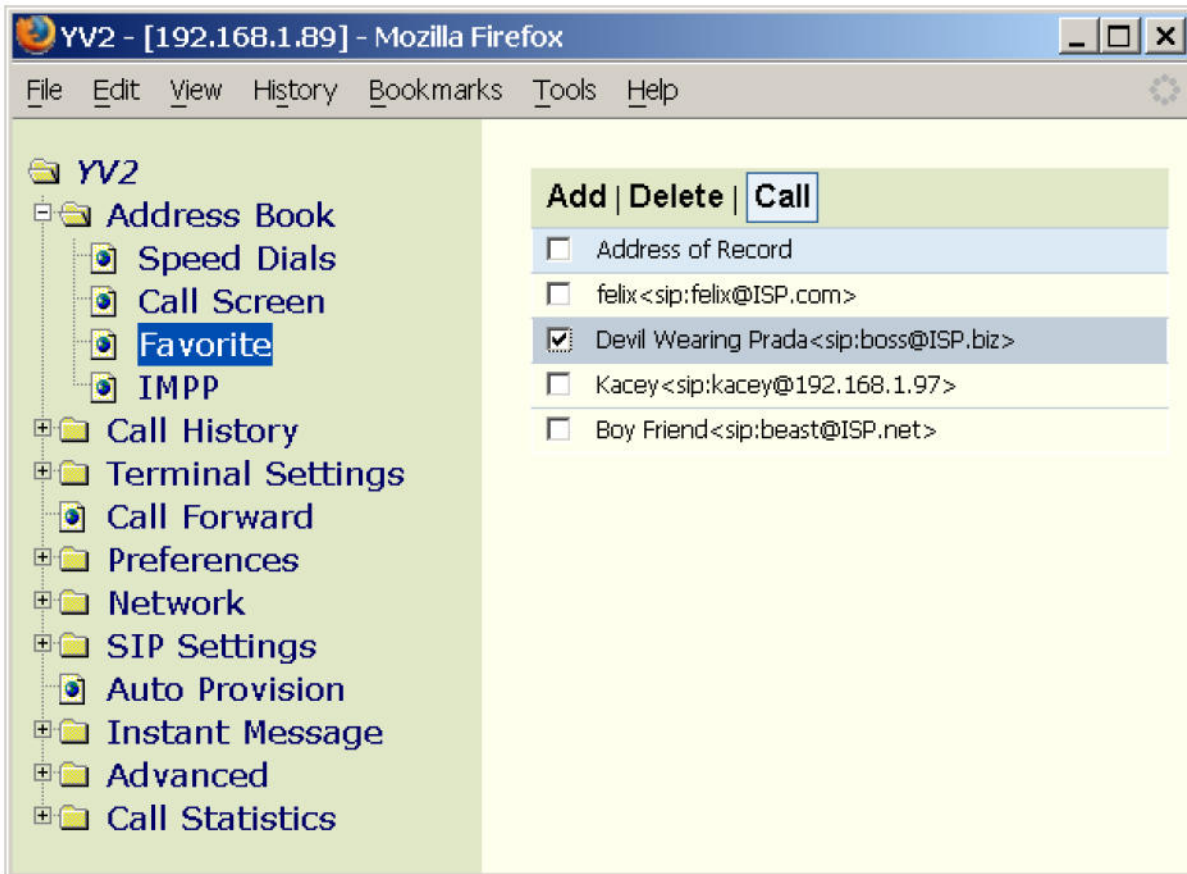 YV2 - [192.168.1.89] - Mozilla Firefox
File Edit View History Bookmarks Tools Help
YV2
Address Book
Speed Dials
Call Screen
Favorite
IMPP
Call History
Terminal Settings
Call Forward
Preferences
Network
SIP Settings
Auto Provision
Instant Message
Advanced
Call Statistics
Add | Delete | Call
Address of Record
felix<sip:felix@ISP.com>
Devil Wearing Prada<sip:boss@ISP.biz>
Kacey<sip:kacey@192.168.1.97>
Boy Friend<sip:beast@ISP.net>